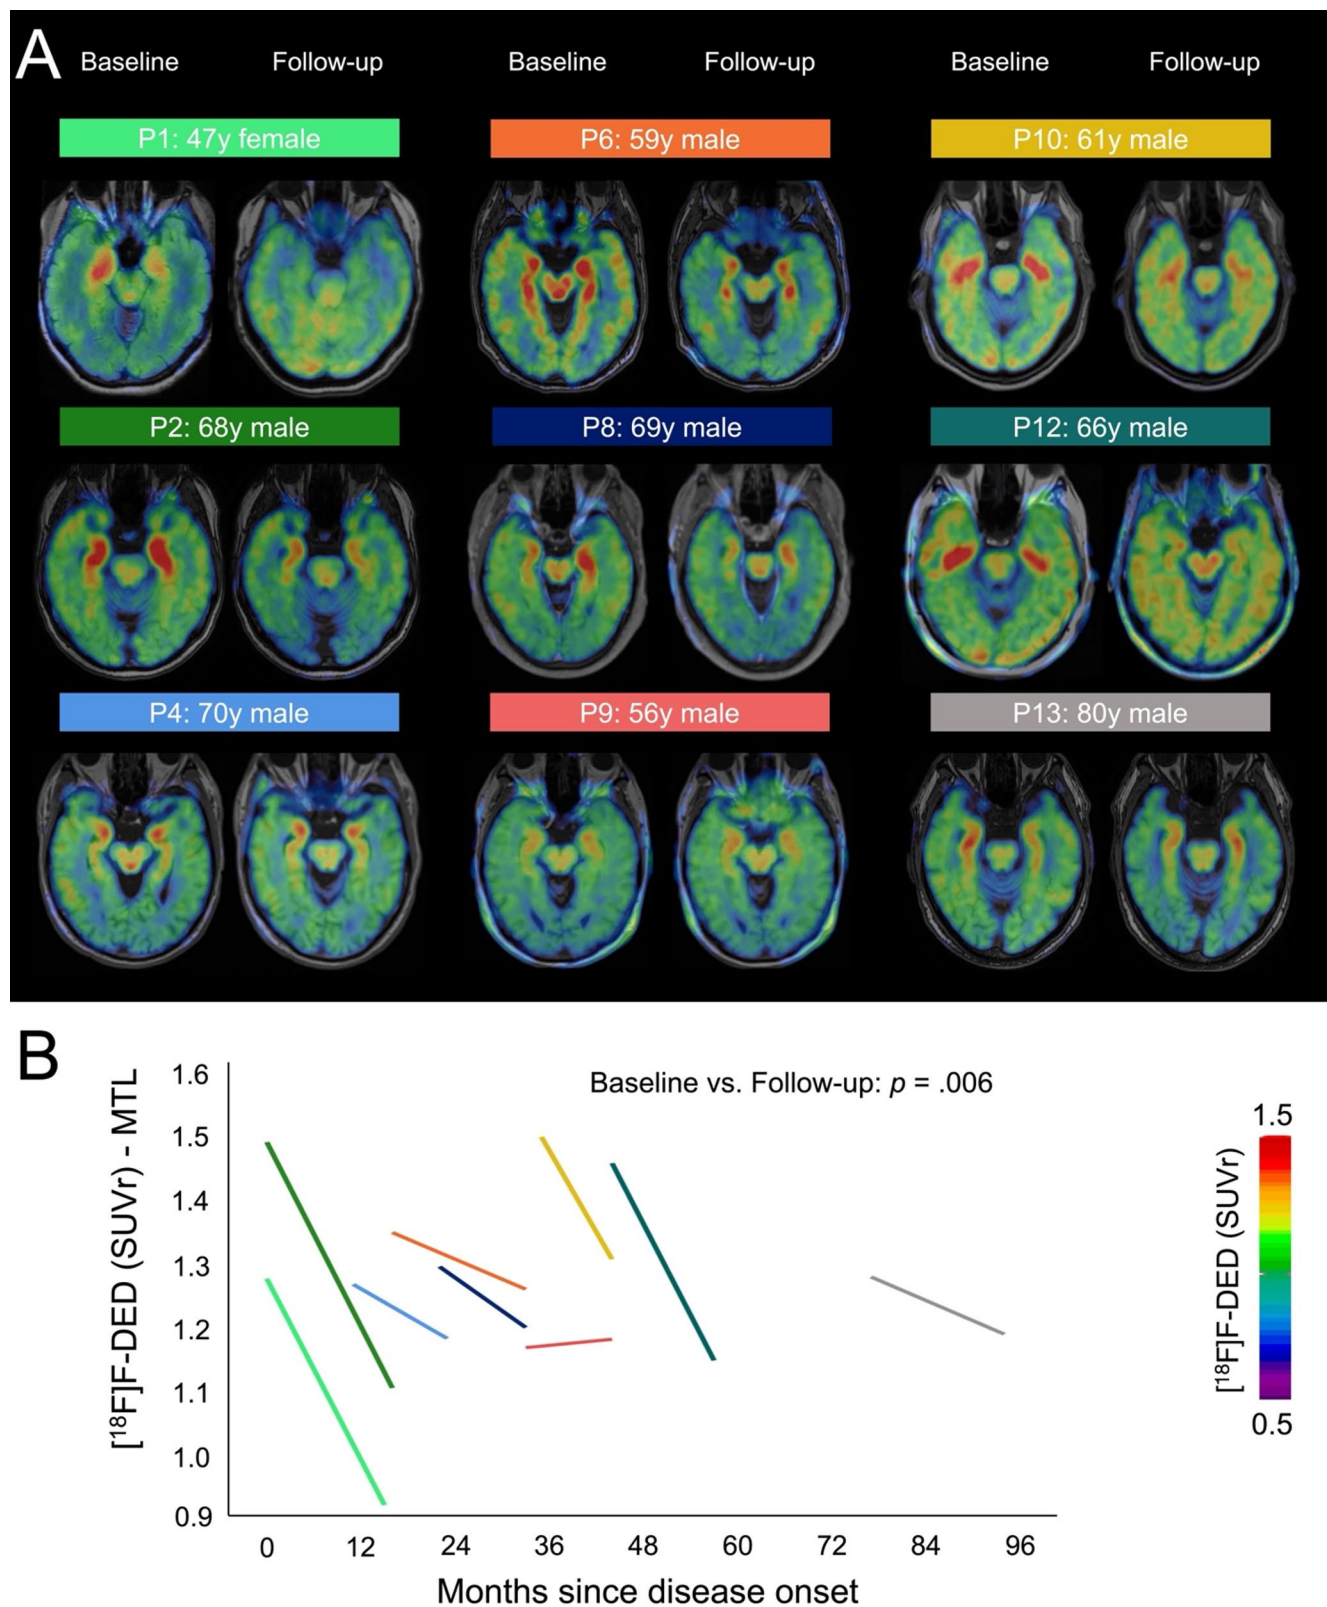 A
Baseline Follow-up Baseline Follow-up Baseline Follow-up
P1: 47y female P6: 59y male P10: 61y male
P2: 68y male P8: 69y male P12: 66y male
P4: 70y male P9: 56y male P13: 80y male
B
[¹⁸F]F-DED (SUVr) - MTL
1.6
1.5
1.4
1.3
1.2
1.1
1.0
0.9
Baseline vs. Follow-up: p = .006
0 12 24 36 48 60 72 84 96
Months since disease onset
[¹⁸F]F-DED (SUVr)
1.5
0.5